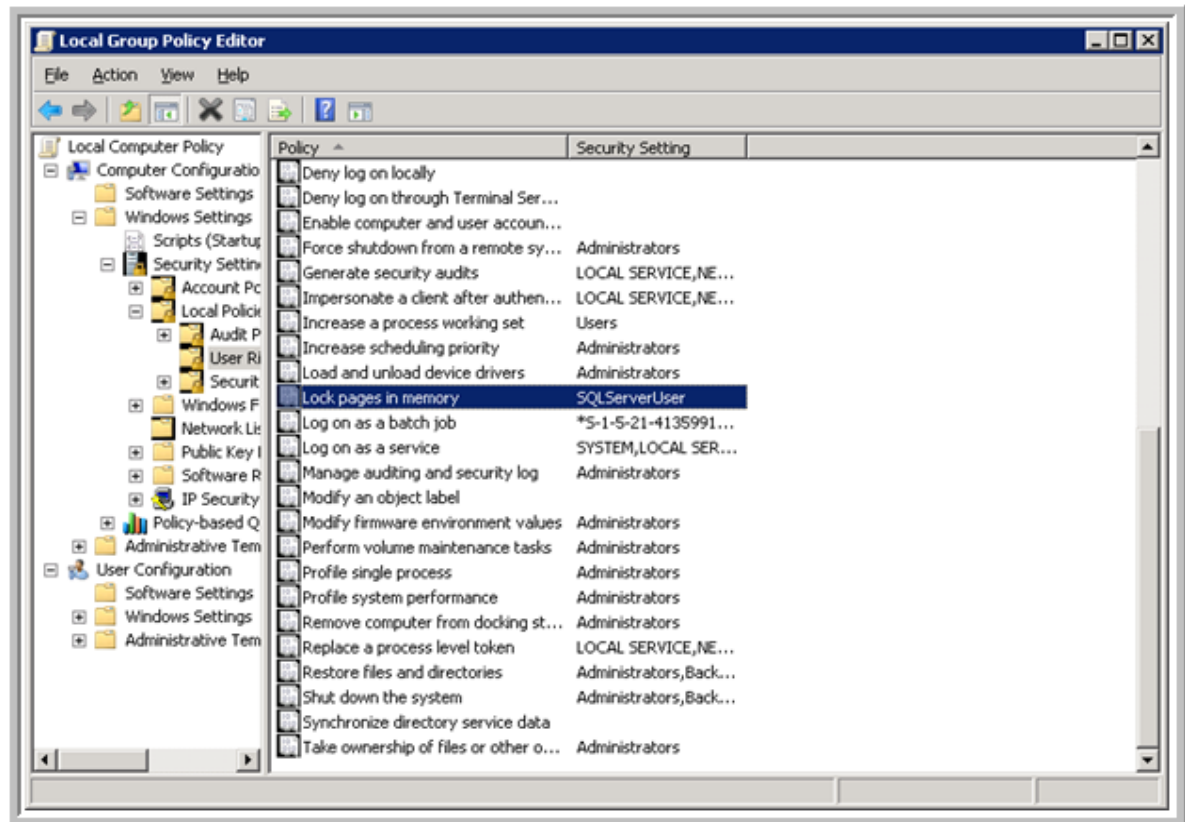 Local Group Policy Editor
File Action View Help
Local Computer Policy
Computer Configuratio
Software Settings
Windows Settings
Scripts (Startup
Security Settin
Account Po
Local Policie
Audit P
User Ri
Securit
Windows F
Network Lis
Public Key
Software R
IP Security
Policy-based Q
Administrative Tem
User Configuration
Software Settings
Windows Settings
Administrative Tem
Policy Security Setting
Deny log on locally
Deny log on through Terminal Ser...
Enable computer and user accoun...
Force shutdown from a remote sy... Administrators
Generate security audits LOCAL SERVICE,NE...
Impersonate a client after authen... LOCAL SERVICE,NE...
Increase a process working set Users
Increase scheduling priority Administrators
Load and unload device drivers Administrators
Lock pages in memory SQLServerUser
Log on as a batch job *S-1-5-21-4135991...
Log on as a service SYSTEM,LOCAL SER...
Manage auditing and security log Administrators
Modify an object label
Modify firmware environment values Administrators
Perform volume maintenance tasks Administrators
Profile single process Administrators
Profile system performance Administrators
Remove computer from docking st... Administrators
Replace a process level token LOCAL SERVICE,NE...
Restore files and directories Administrators,Back...
Shut down the system Administrators,Back...
Synchronize directory service data
Take ownership of files or other o... Administrators